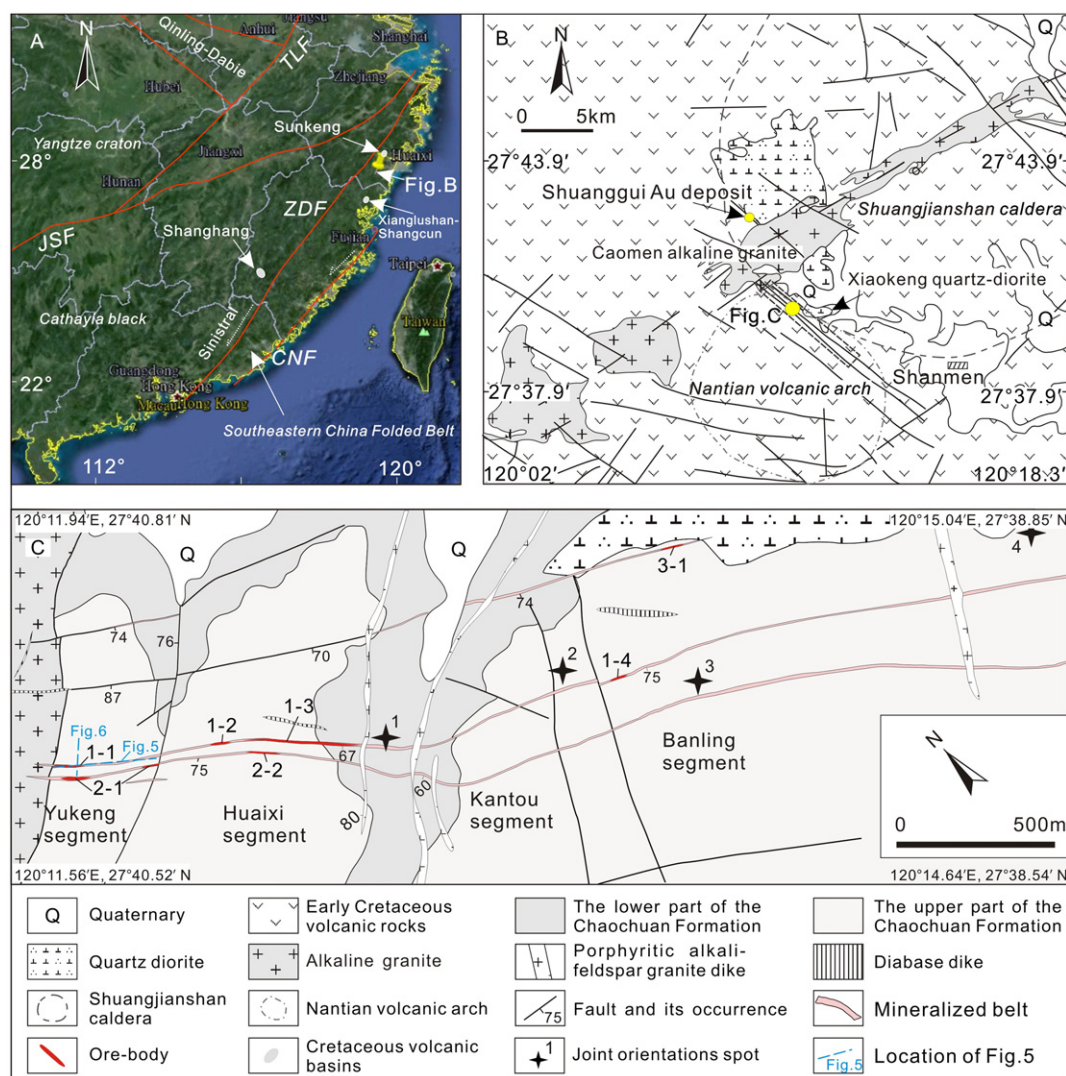 A
N
Qinling-Dabie
Anhui
Jiangsu
TLF
Shanghai
Hubei
Zhejiang
Sunkeng
Yangtze craton
28°
Jiangxi
Huaixi
Hunan
Fig.B
ZDF
Xianglushan-
Shangcun
JSF
Shanghang
Fujian
Taipei
Cathayia black
Sinistral
Taiwan
CNF
22°
Guangdong
Hong Kong
Macau
Hong Kong
Southeastern China Folded Belt
112°
120°
B
N
Q
0 5km
27°43.9′
27°43.9′
Shuanggui Au deposit
Shuangjianshan caldera
Caomen alkaline granite
Xiaokeng quartz-diorite
Q
Fig.C
Q
Shanmen
Nantian volcanic arch
27°37.9′
27°37.9′
120°02′
120°18.3′
120°11.94′E, 27°40.81′ N
120°15.04′E, 27°38.85′ N
C
Q
Q
4
3-1
74
76
74
70
2
1-4
75
3
87
1-3
1-2
1
Fig.6
Fig.5
1-1
67
Banling
segment
N
2-1
75
2-2
60
Yukeng
segment
Huaixi
segment
80
Kantou
segment
0 500m
120°11.56′E, 27°40.52′ N
120°14.64′E, 27°38.54′ N
Q
Quaternary
Early Cretaceous
volcanic rocks
The lower part of the
Chaochuan Formation
The upper part of the
Chaochuan Formation
Quartz diorite
Alkaline granite
Porphyritic alkali-
feldspar granite dike
Diabase dike
Shuangjianshan
caldera
Nantian volcanic arch
75
Fault and its occurrence
Mineralized belt
Ore-body
Cretaceous volcanic
basins
1
Joint orientations spot
Fig.5
Location of Fig.5